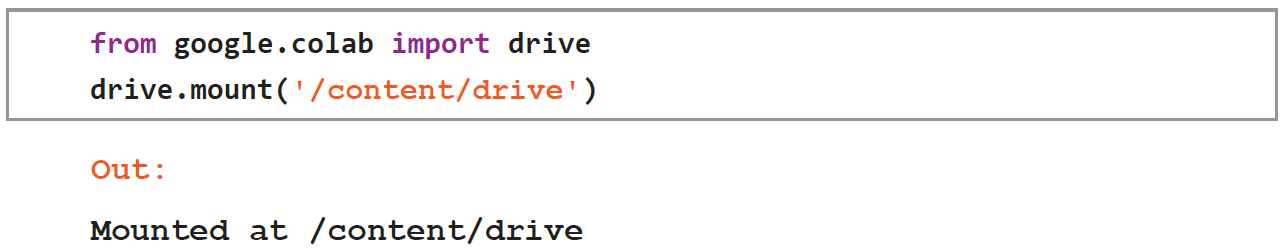 from google.colab import drive
drive.mount('/content/drive')
Out:
Mounted at /content/drive